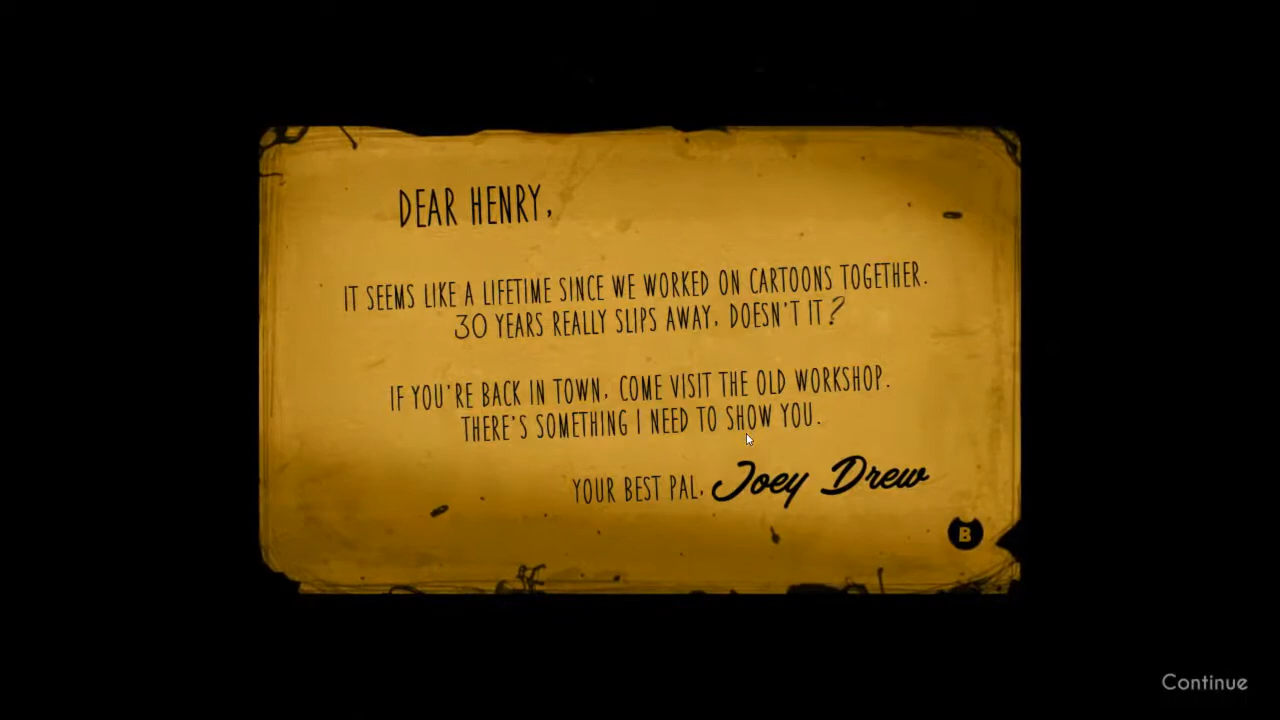 DEAR HENRY,
IT SEEMS LIKE A LIFETIME SINCE WE WORKED ON CARTOONS TOGETHER.
30 YEARS REALLY SLIPS AWAY, DOESN'T IT?
IF YOU'RE BACK IN TOWN, COME VISIT THE OLD WORKSHOP.
THERE'S SOMETHING I NEED TO SHOW YOU.
YOUR BEST PAL, Joey Drew
B
Continue